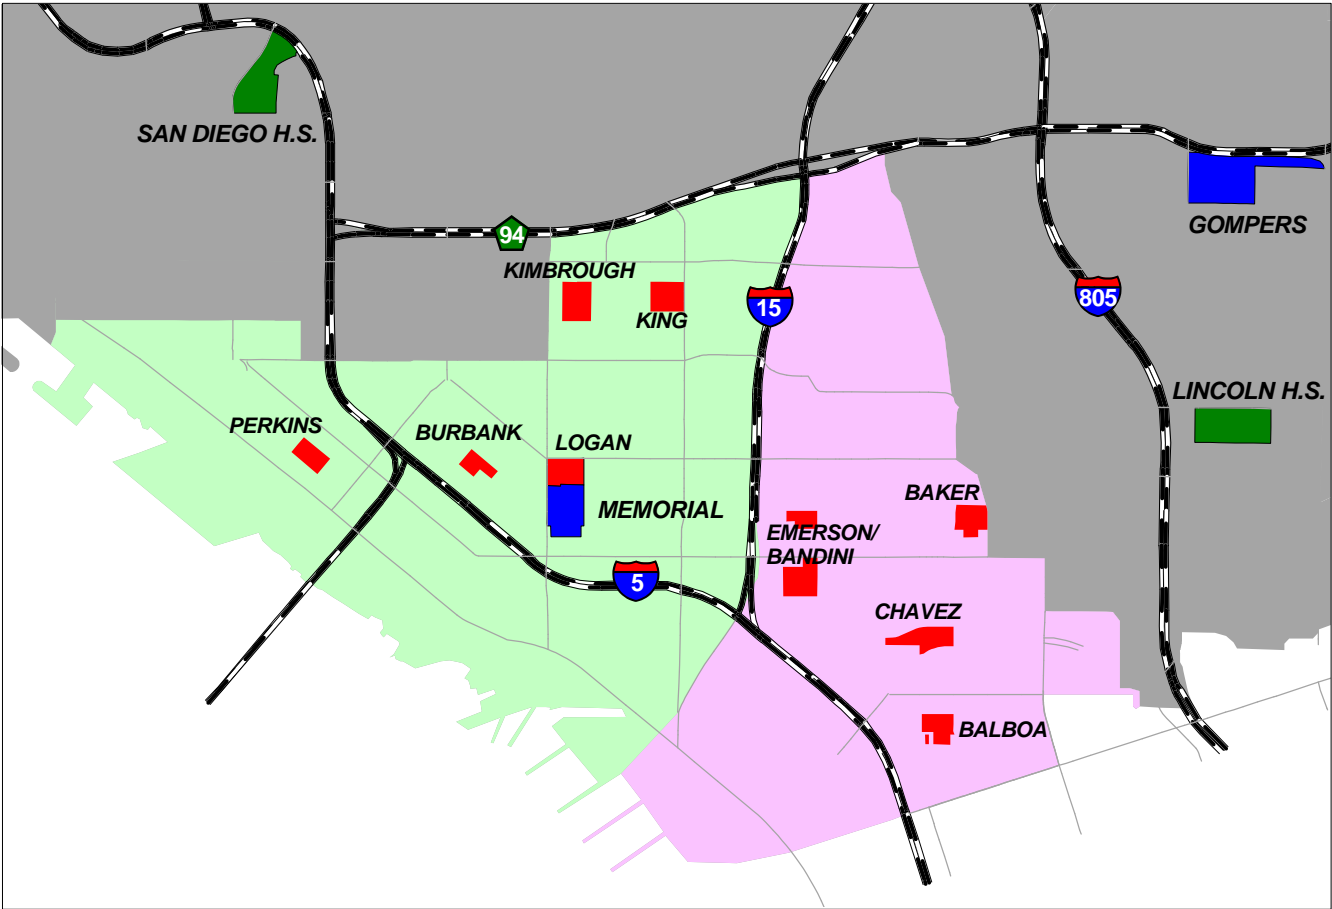 SAN DIEGO H.S.
GOMPERS
94
KIMBROUGH
KING
15
805
LINCOLN H.S.
PERKINS
BURBANK
LOGAN
MEMORIAL
BAKER
EMERSON/
BANDINI
5
CHAVEZ
BALBOA